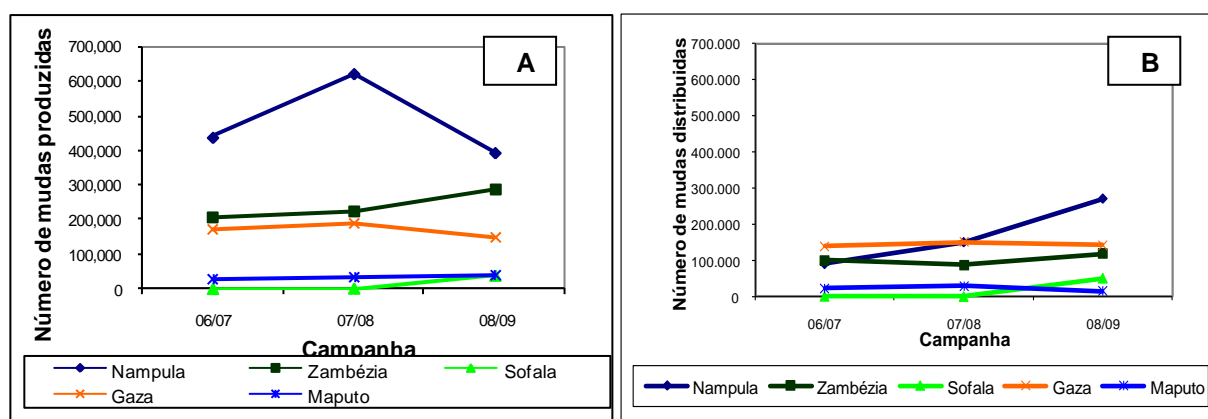 A
Número de mudas produzidas
700,000
600,000
500,000
400,000
300,000
200,000
100,000
0
06/07 07/08 08/09
Campanha
Nampula Zambézia Sofala
Gaza Maputo
B
Número de mudas distribuidas
700.000
600.000
500.000
400.000
300.000
200.000
100.000
0
06/07 07/08 08/09
Campanha
Nampula Zambézia Sofala Gaza Maputo